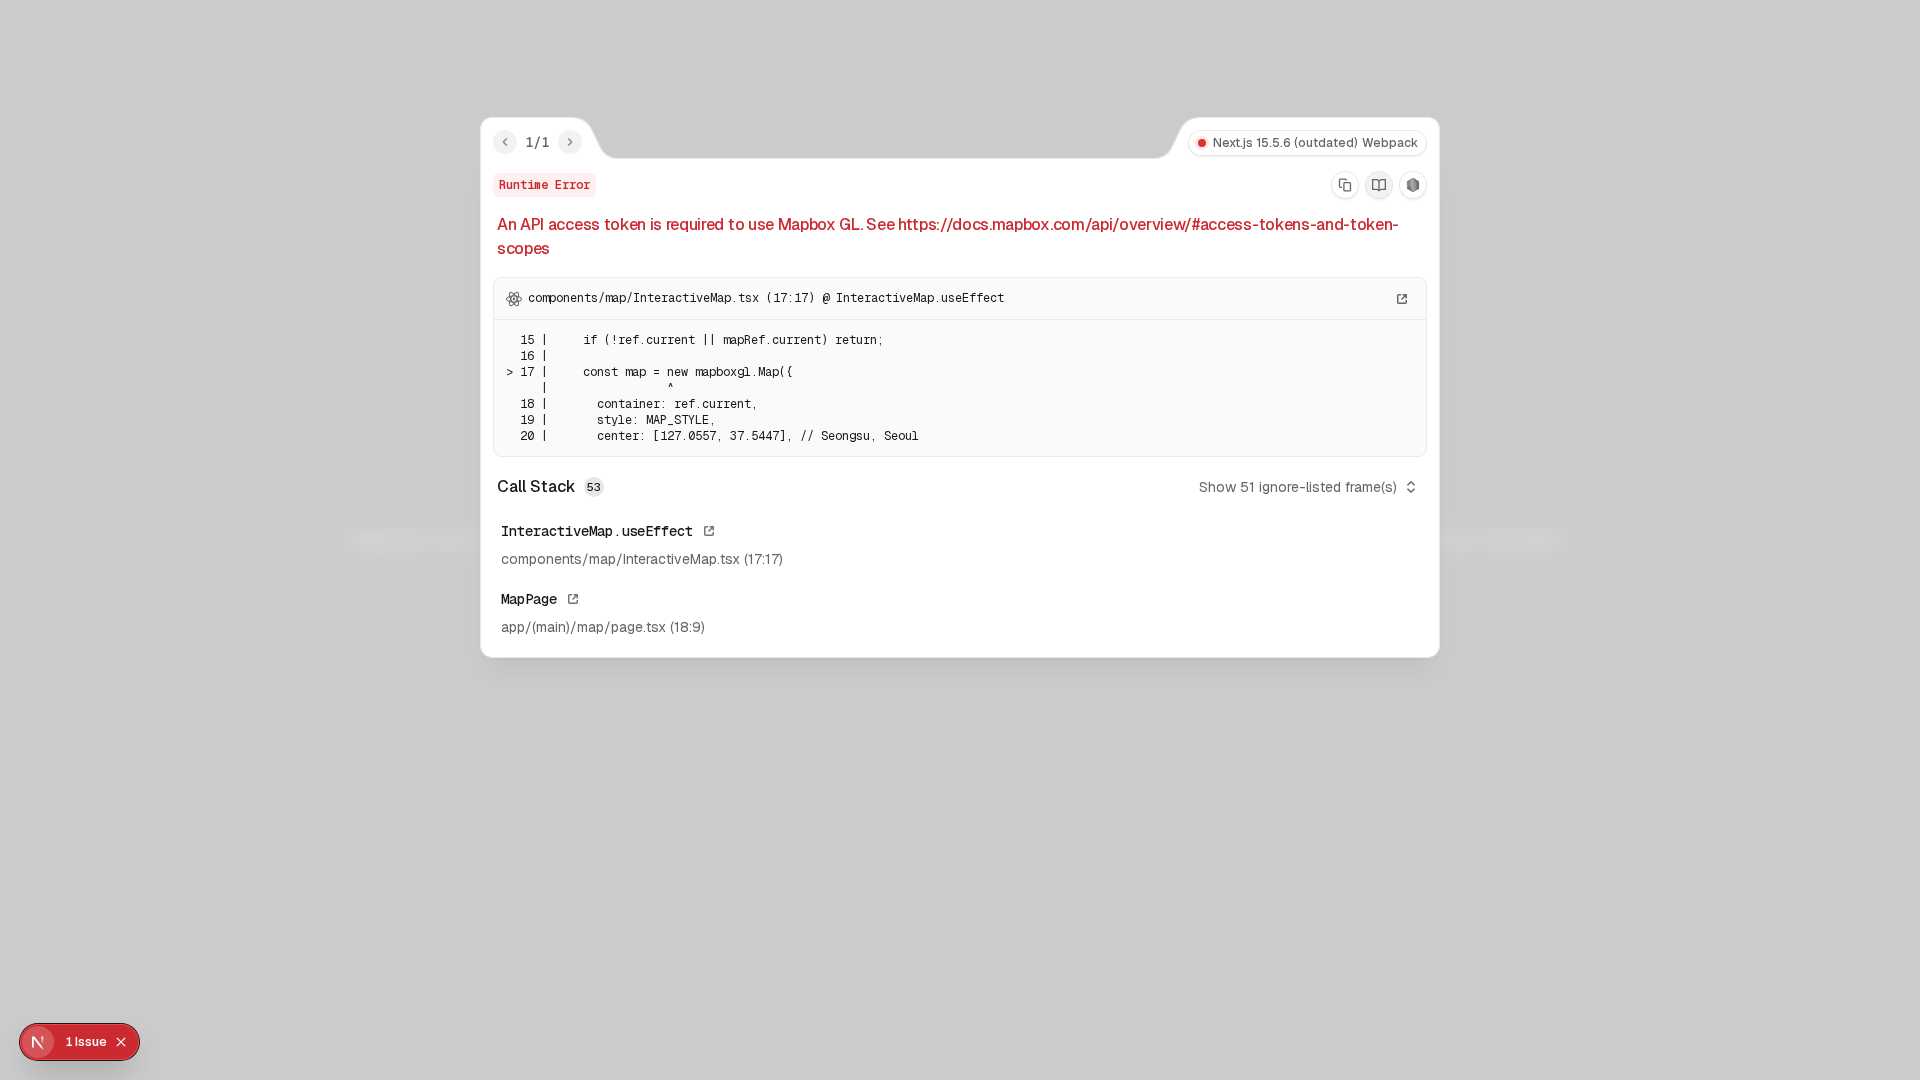 1/1
Next.js 15.5.6 (outdated) Webpack
Runtime Error
An API access token is required to use Mapbox GL. See https://docs.mapbox.com/api/overview/#access-tokens-and-token-
scopes
components/map/InteractiveMap.tsx (17:17) @ InteractiveMap.useEffect
15 |     if (!ref.current || mapRef.current) return;
16 |
> 17 |     const map = new mapboxgl.Map({
|                 ^
18 |       container: ref.current,
19 |       style: MAP_STYLE,
20 |       center: [127.0557, 37.5447], // Seongsu, Seoul
Call Stack 53
Show 51 ignore-listed frame(s)
InteractiveMap.useEffect
components/map/InteractiveMap.tsx (17:17)
MapPage
app/(main)/map/page.tsx (18:9)
N 1 Issue